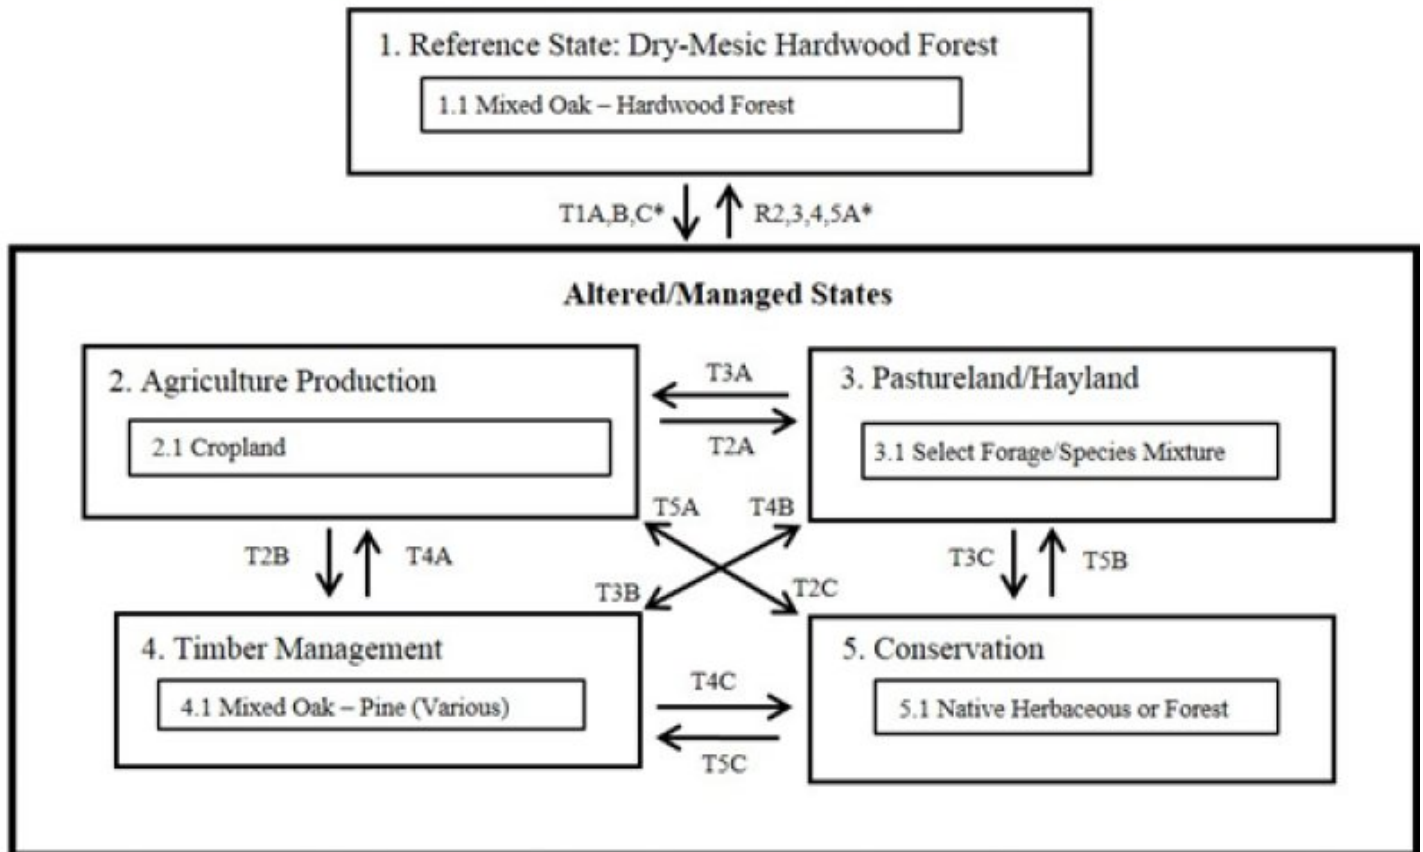 1. Reference State: Dry-Mesic Hardwood Forest
1.1 Mixed Oak – Hardwood Forest
T1A,B,C*
R2,3,4,5A*
Altered/Managed States
2. Agriculture Production
2.1 Cropland
T3A
T2A
3. Pastureland/Hayland
3.1 Select Forage/Species Mixture
T5A
T4B
T2B
T4A
T3B
T2C
T3C
T5B
4. Timber Management
4.1 Mixed Oak – Pine (Various)
T4C
T5C
5. Conservation
5.1 Native Herbaceous or Forest